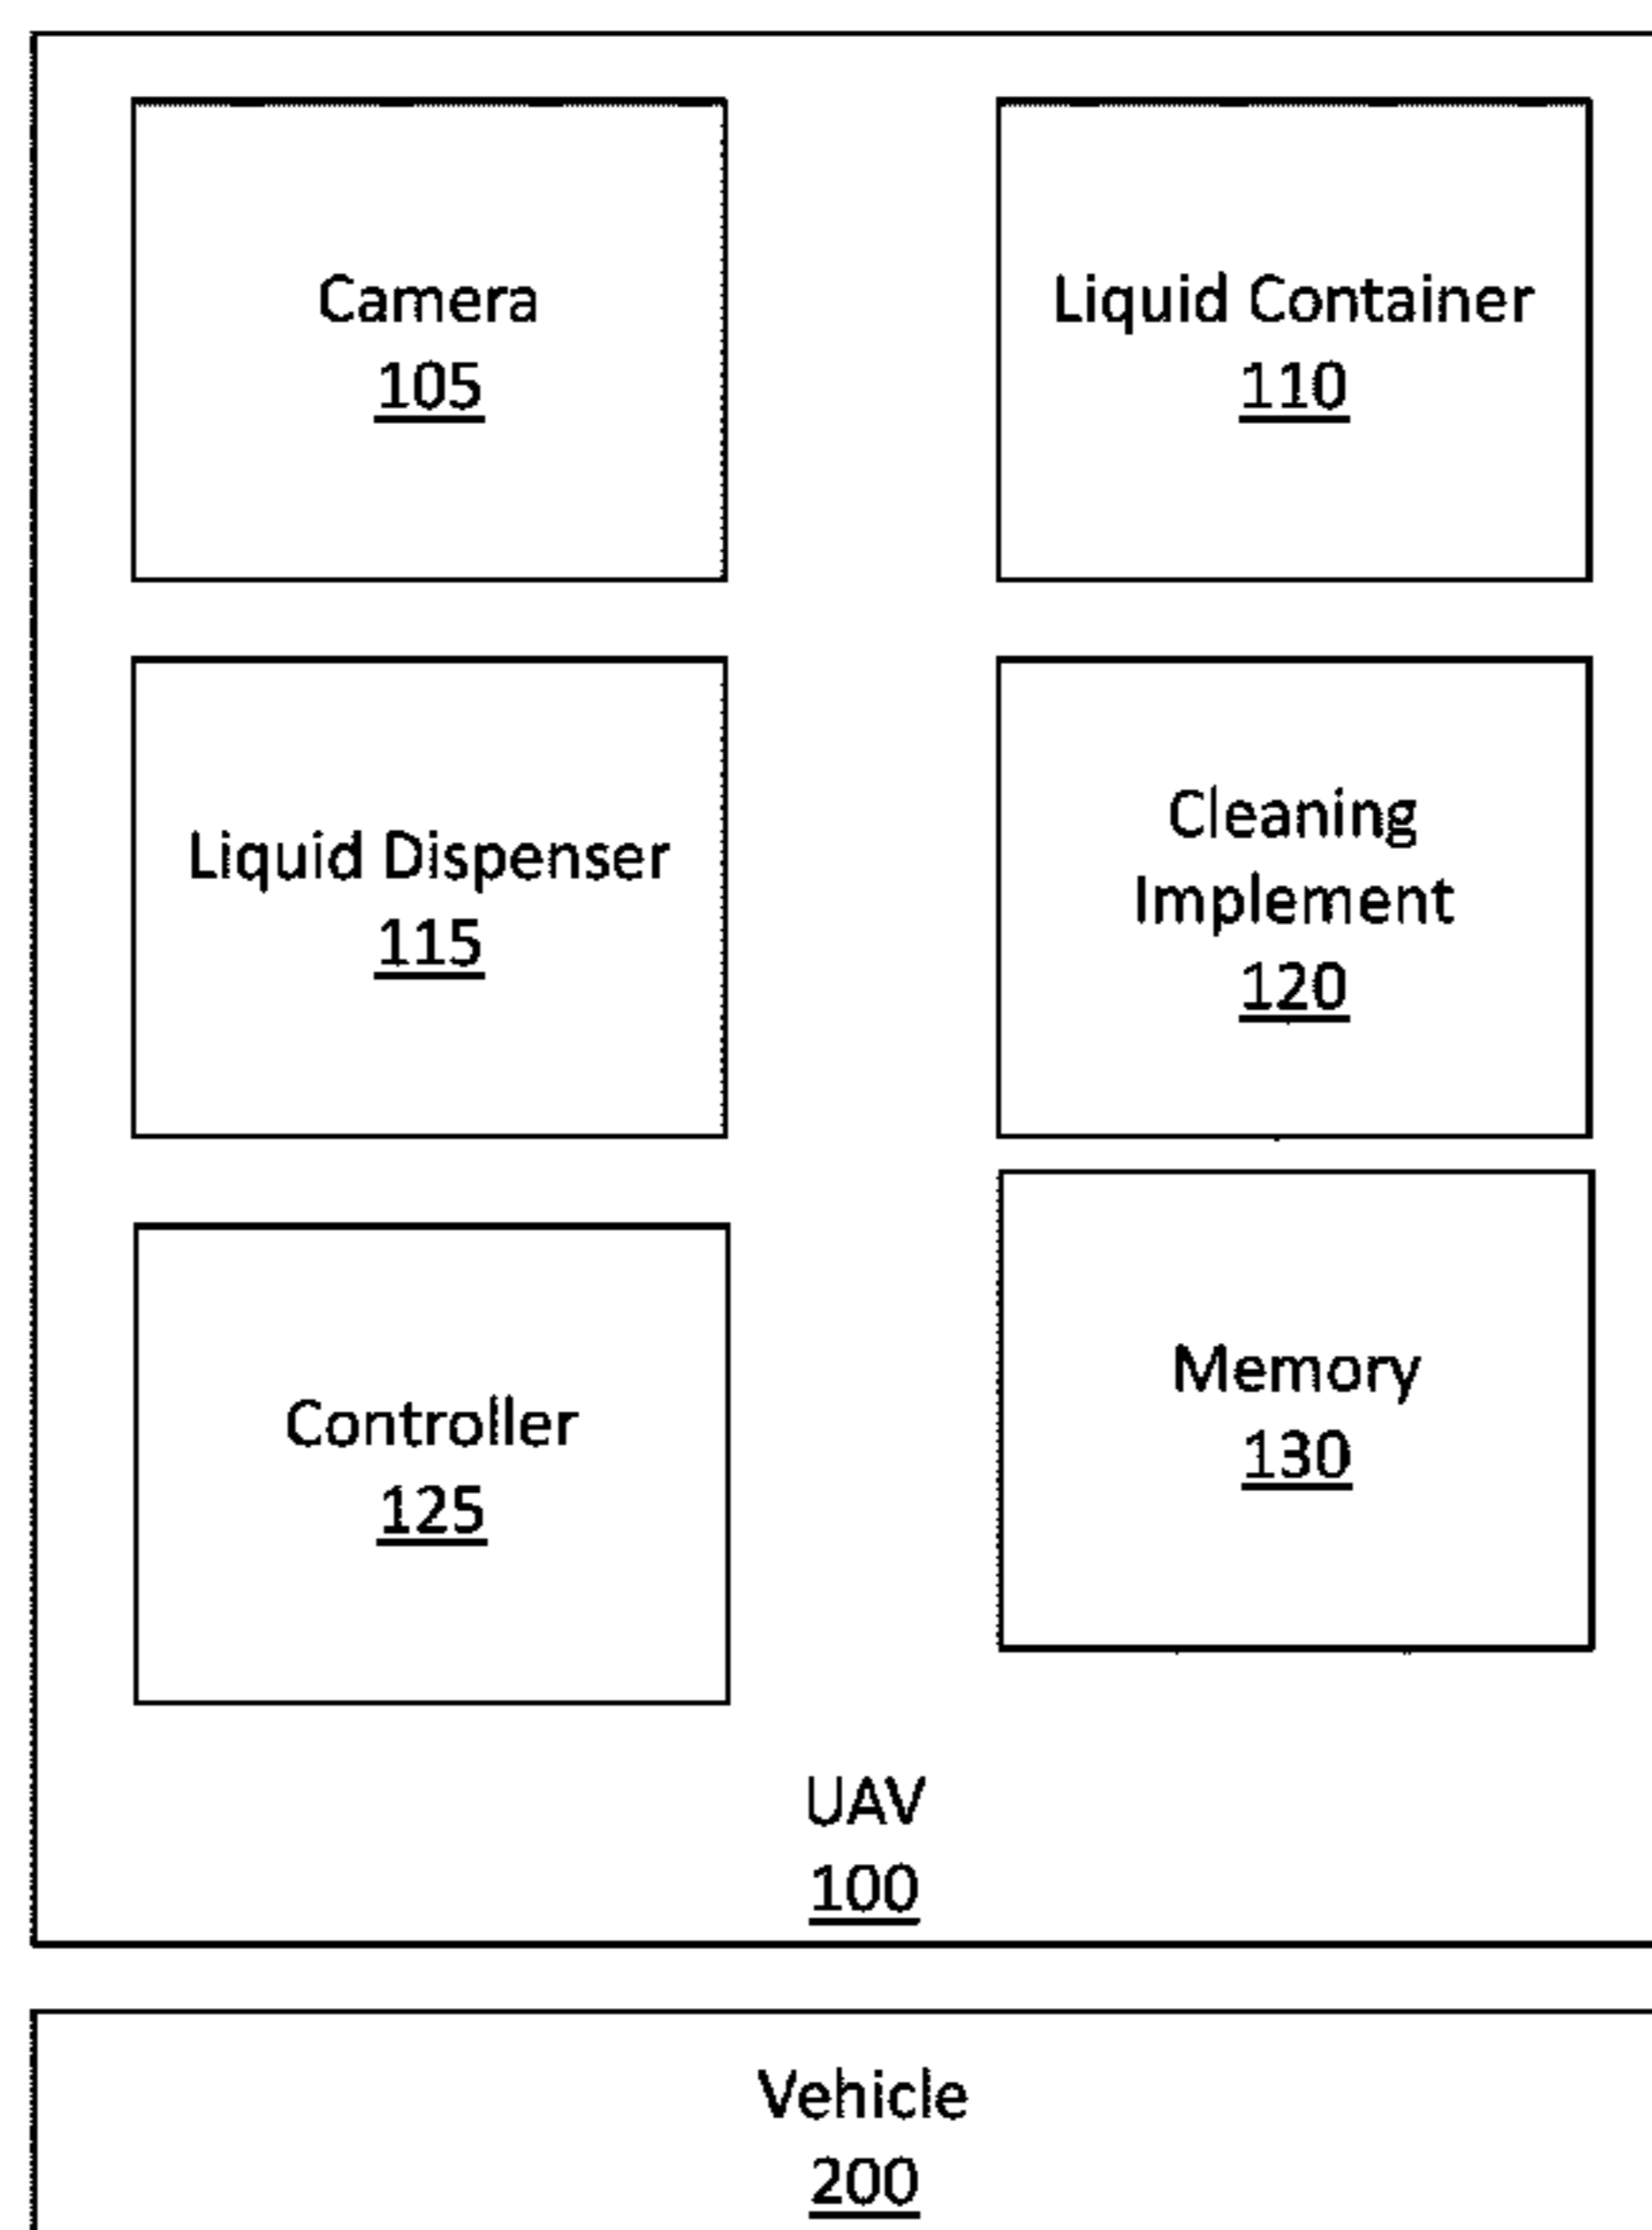 Camera
105
Liquid Container
110
Liquid Dispenser
115
Cleaning
Implement
120
Controller
125
Memory
130
UAV
100
Vehicle
200